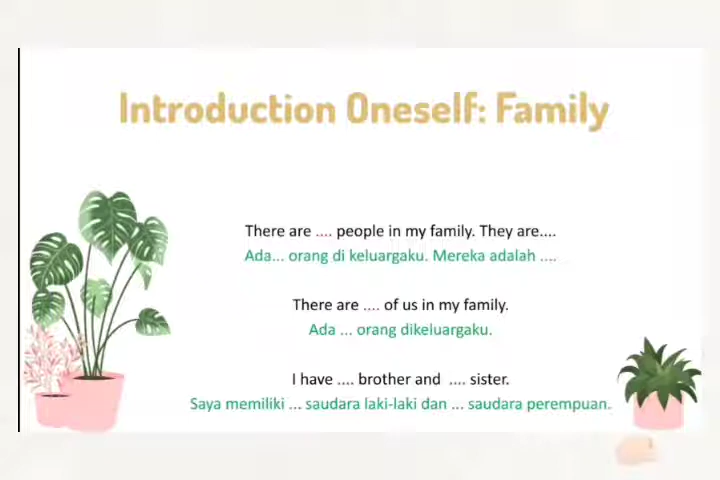 Introduction Oneself: Family
There are .... people in my family. They are....
Ada... orang di keluargaku. Mereka adalah ....
There are .... of us in my family.
Ada ... orang dikeluargaku.
I have .... brother and .... sister.
Saya memiliki ... saudara laki-laki dan ... saudara perempuan.